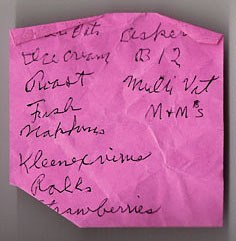 Ice cream B12
Roast Multi Vit
Fish M+M's
Napkins
Kleenex
Rolls
Strawberries